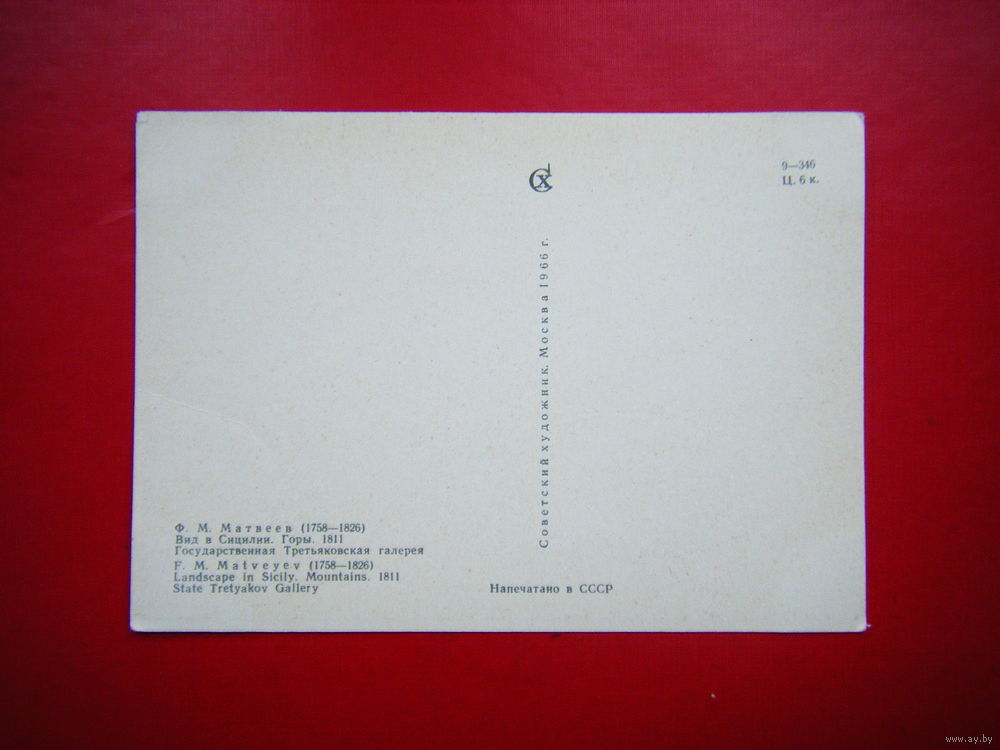 СХ
9—346
Ц. 6 к.
Советский художник. Москва 1966 г.
Ф. М. Матвеев (1758—1826)
Вид в Сицилии. Горы. 1811
Государственная Третьяковская галерея
F. M. Matveyev (1758—1826)
Landscape in Sicily. Mountains. 1811
State Tretyakov Gallery
Напечатано в СССР
www.ay.by